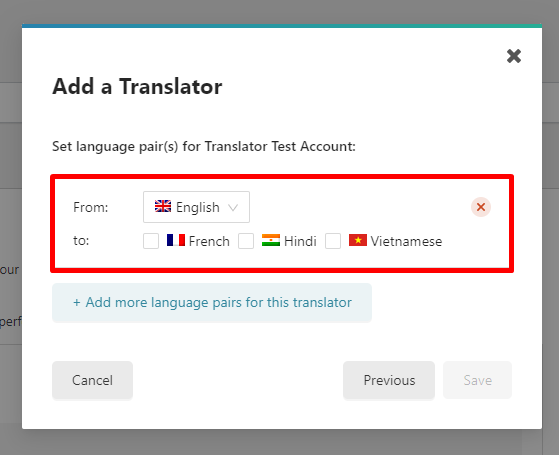 Add a Translator
Set language pair(s) for Translator Test Account:
From: English
to: French Hindi Vietnamese
our
+ Add more language pairs for this translator
perf
Cancel Previous Save